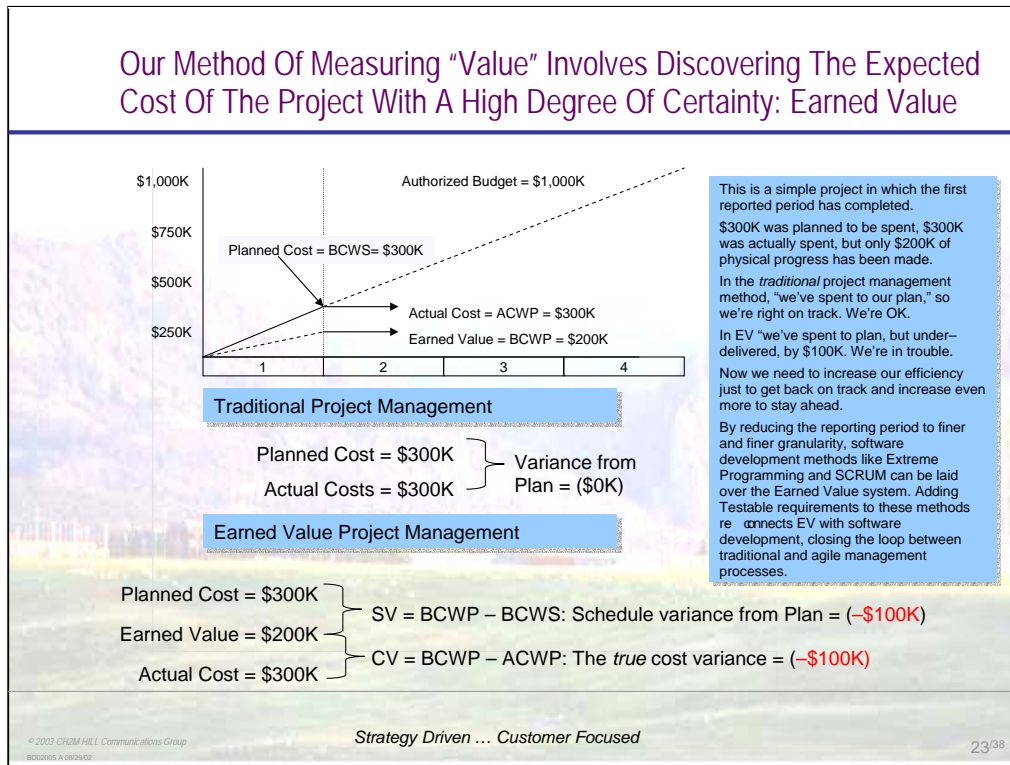 Our Method Of Measuring “Value” Involves Discovering The Expected
Cost Of The Project With A High Degree Of Certainty: Earned Value
$1,000K
$750K
$500K
$250K
Authorized Budget = $1,000K
Planned Cost = BCWS= $300K
Actual Cost = ACWP = $300K
Earned Value = BCWP = $200K
1 2 3 4
Traditional Project Management
Planned Cost = $300K
Actual Costs = $300K
Variance from
Plan = ($0K)
Earned Value Project Management
Planned Cost = $300K
Earned Value = $200K
Actual Cost = $300K
SV = BCWP – BCWS: Schedule variance from Plan = (–$100K)
CV = BCWP – ACWP: The true cost variance = (–$100K)
This is a simple project in which the first
reported period has completed.
$300K was planned to be spent, $300K
was actually spent, but only $200K of
physical progress has been made.
In the traditional project management
method, “we’ve spent to our plan,” so
we’re right on track. We’re OK.
In EV “we’ve spent to plan, but under–
delivered, by $100K. We’re in trouble.
Now we need to increase our efficiency
just to get back on track and increase even
more to stay ahead.
By reducing the reporting period to finer
and finer granularity, software
development methods like Extreme
Programming and SCRUM can be laid
over the Earned Value system. Adding
Testable requirements to these methods
re connects EV with software
development, closing the loop between
traditional and agile management
processes.
© 2003 CH2M HILL Communications Group
BD02005 A 08/29/02
Strategy Driven … Customer Focused
23/38